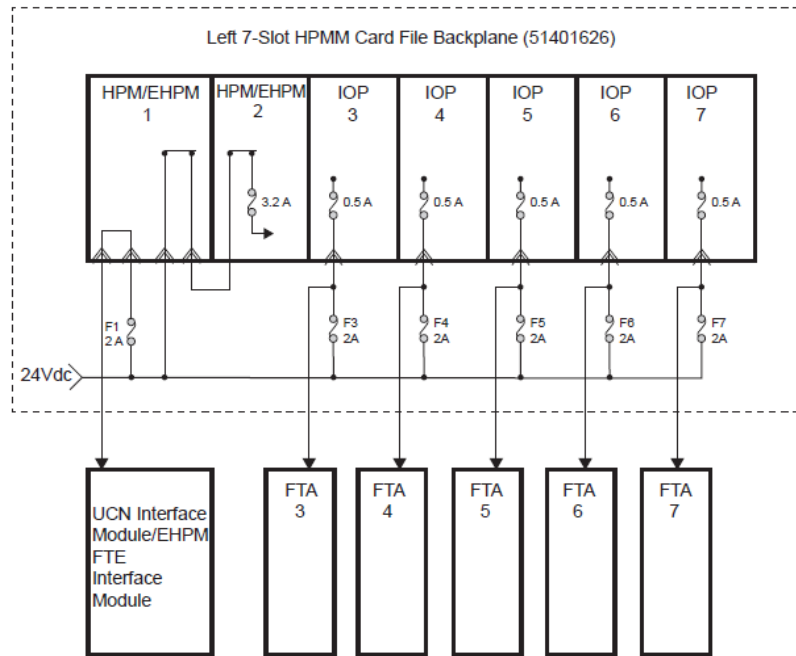 Left 7-Slot HPMM Card File Backplane (51401626)
HPM/EHPM
1
HPM/EHPM
2
IOP
3
IOP
4
IOP
5
IOP
6
IOP
7
3.2 A
0.5 A
0.5 A
0.5 A
0.5 A
0.5 A
F1
2 A
F3
2A
F4
2A
F5
2A
F6
2A
F7
2A
24Vdc
UCN Interface
Module/EHPM
FTE
Interface
Module
FTA
3
FTA
4
FTA
5
FTA
6
FTA
7